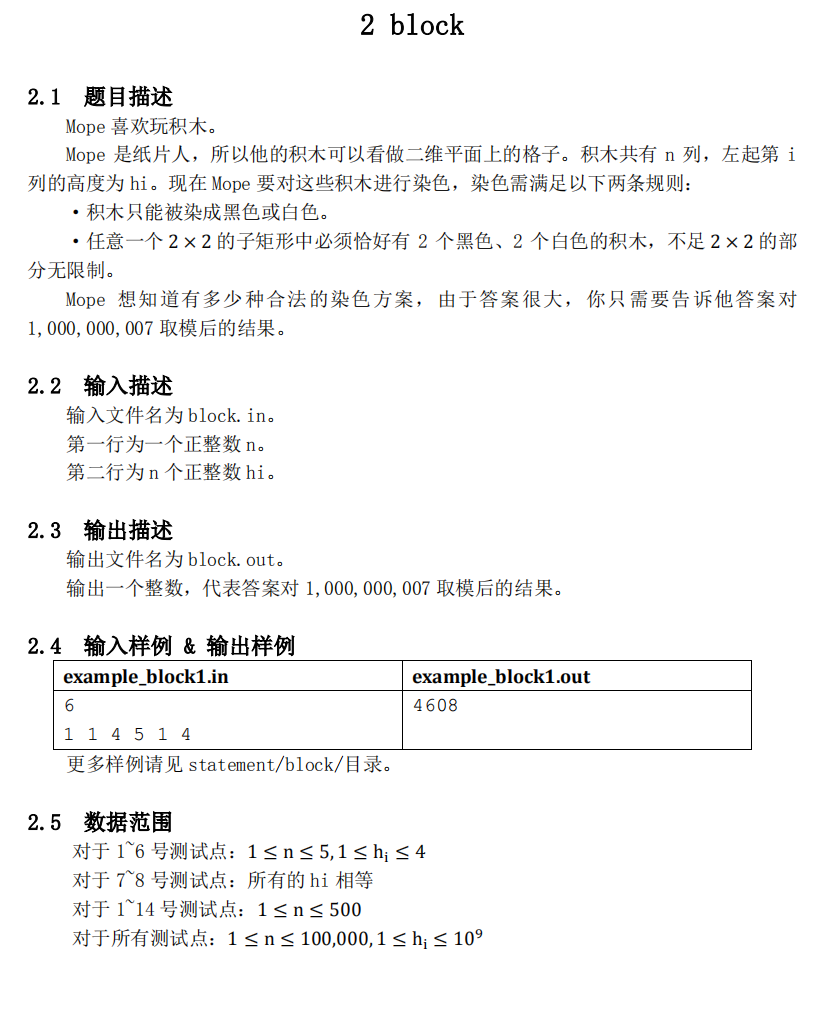 2 block
2.1 题目描述
Mope 喜欢玩积木。
Mope 是纸片人，所以他的积木可以看做二维平面上的格子。积木共有 n 列，左起第 i
列的高度为 hi。现在 Mope 要对这些积木进行染色，染色需满足以下两条规则：
·积木只能被染成黑色或白色。
·任意一个 2×2 的子矩形中必须恰好有 2 个黑色、2 个白色的积木，不足 2×2 的部
分无限制。
Mope 想知道有多少种合法的染色方案，由于答案很大，你只需要告诉他答案对
1,000,000,007 取模后的结果。
2.2 输入描述
输入文件名为 block.in。
第一行为一个正整数 n。
第二行为 n 个正整数 hi。
2.3 输出描述
输出文件名为 block.out。
输出一个整数，代表答案对 1,000,000,007 取模后的结果。
2.4 输入样例 & 输出样例
example_block1.in example_block1.out
6 4608
1 1 4 5 1 4
更多样例请见 statement/block/目录。
2.5 数据范围
对于 1~6 号测试点：1 ≤ n ≤ 5, 1 ≤ hi ≤ 4
对于 7~8 号测试点：所有的 hi 相等
对于 1~14 号测试点：1 ≤ n ≤ 500
对于所有测试点：1 ≤ n ≤ 100,000, 1 ≤ hi ≤ 10⁹